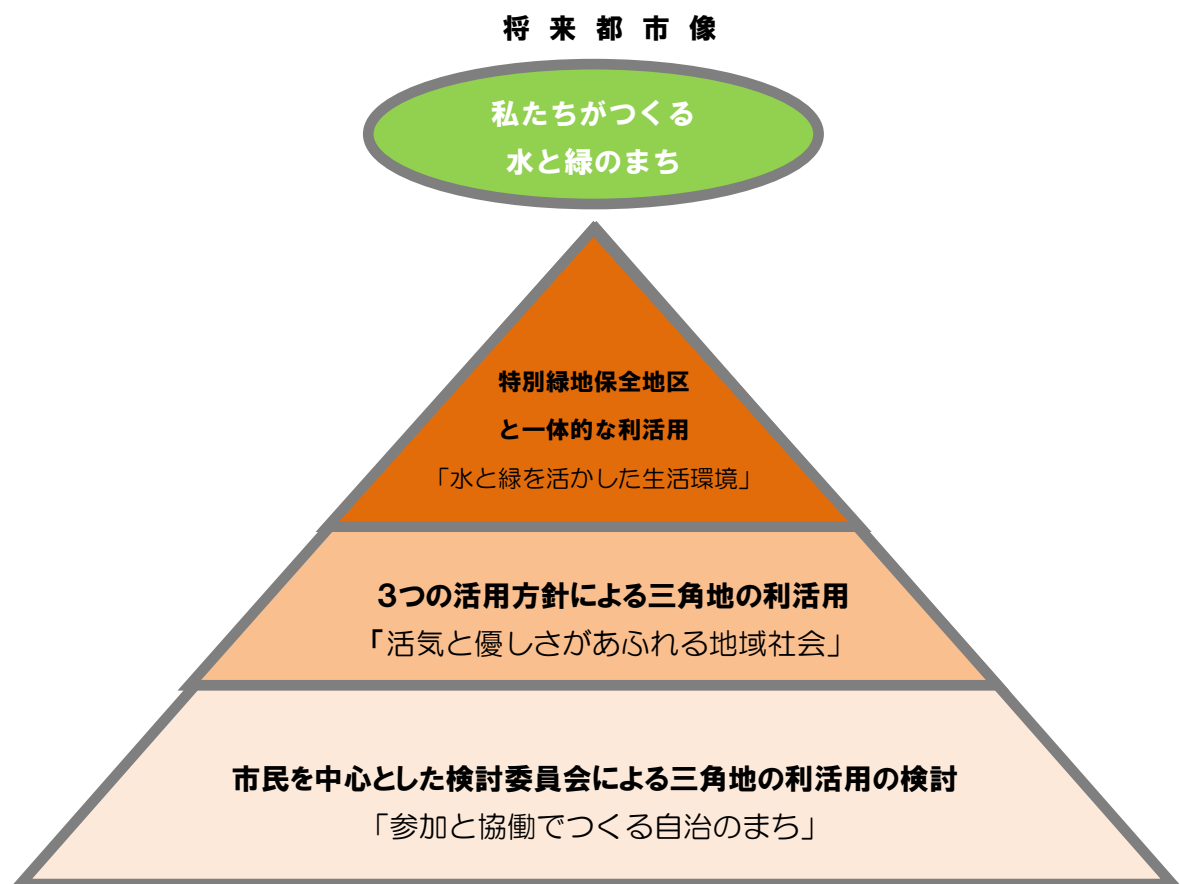 将来都市像
私たちがつくる
水と緑のまち
特別緑地保全地区
と一体的な利活用
「水と緑を活かした生活環境」
3つの活用方針による三角地の利活用
「活気と優しさがあふれる地域社会」
市民を中心とした検討委員会による三角地の利活用の検討
「参加と協働でつくる自治のまち」